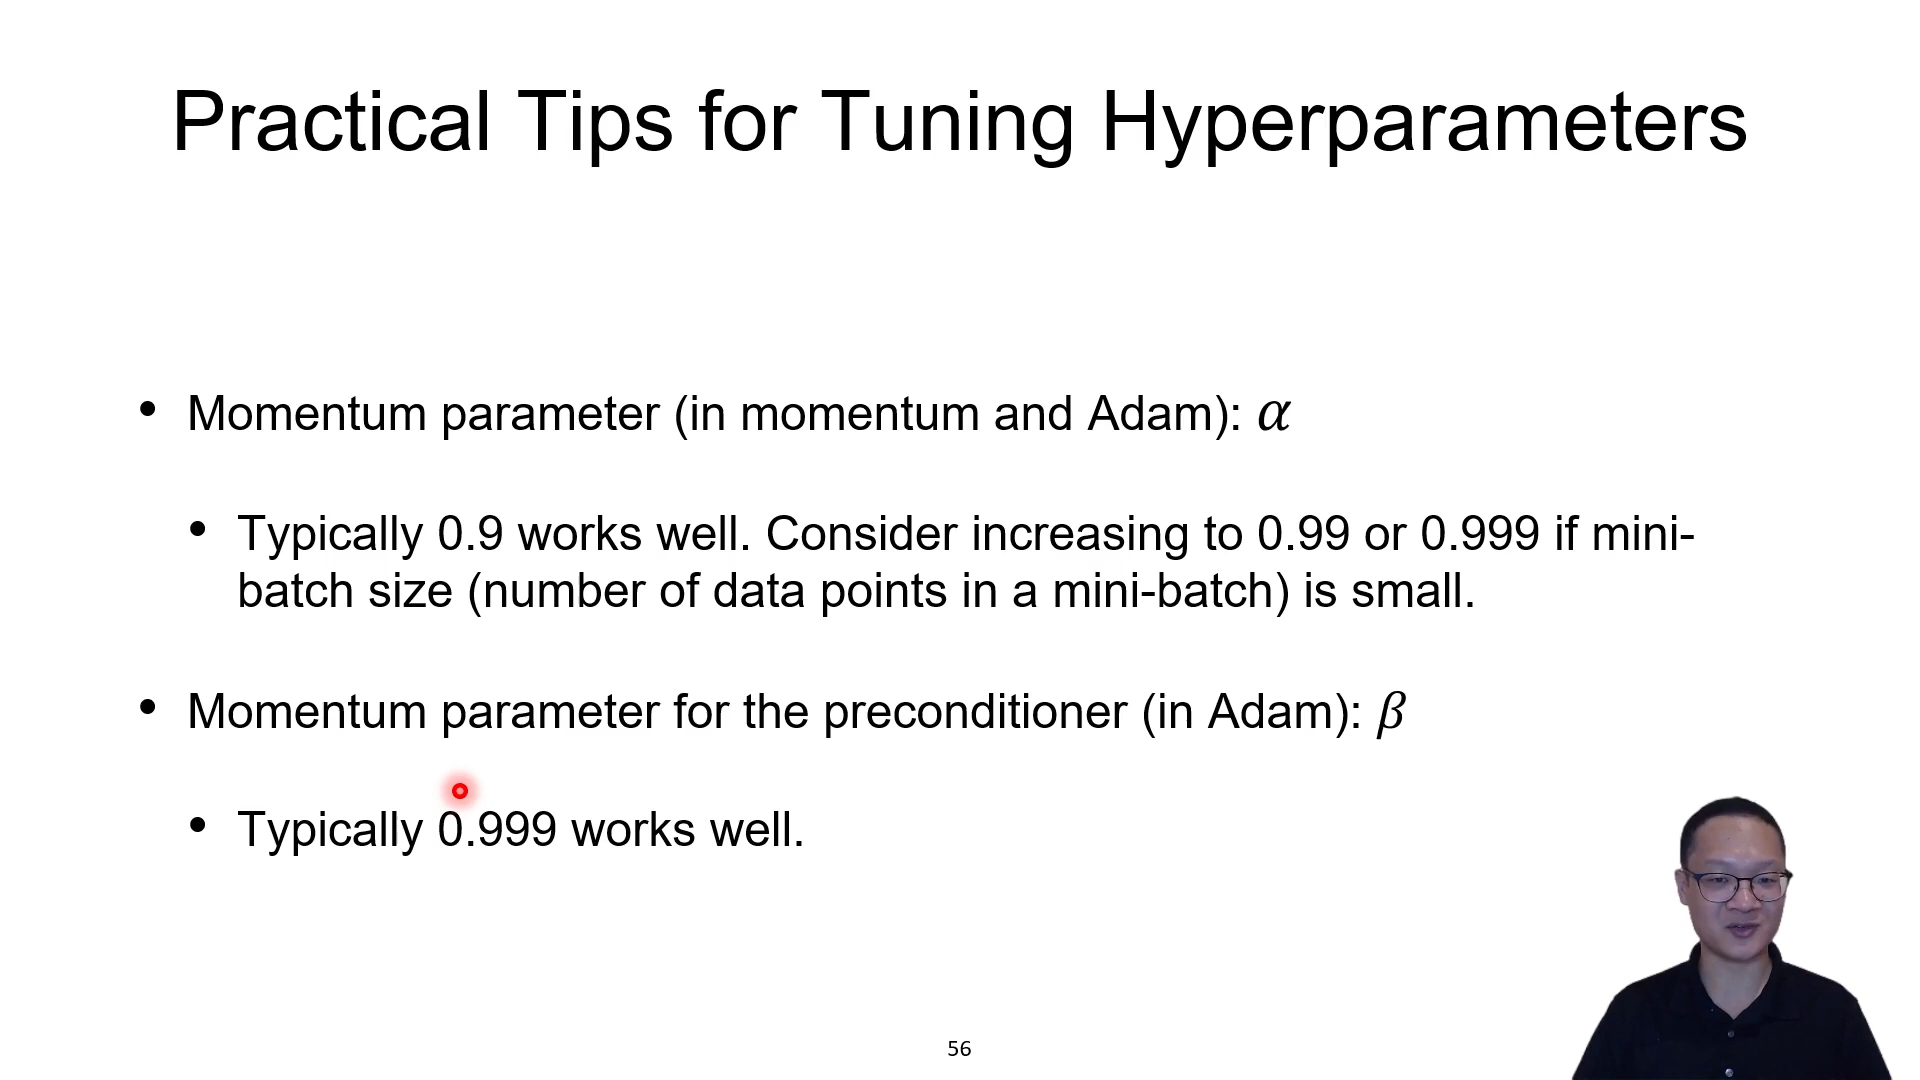 Practical Tips for Tuning Hyperparameters
• Momentum parameter (in momentum and Adam): α
• Typically 0.9 works well. Consider increasing to 0.99 or 0.999 if mini-
batch size (number of data points in a mini-batch) is small.
• Momentum parameter for the preconditioner (in Adam): β
• Typically 0.999 works well.
56